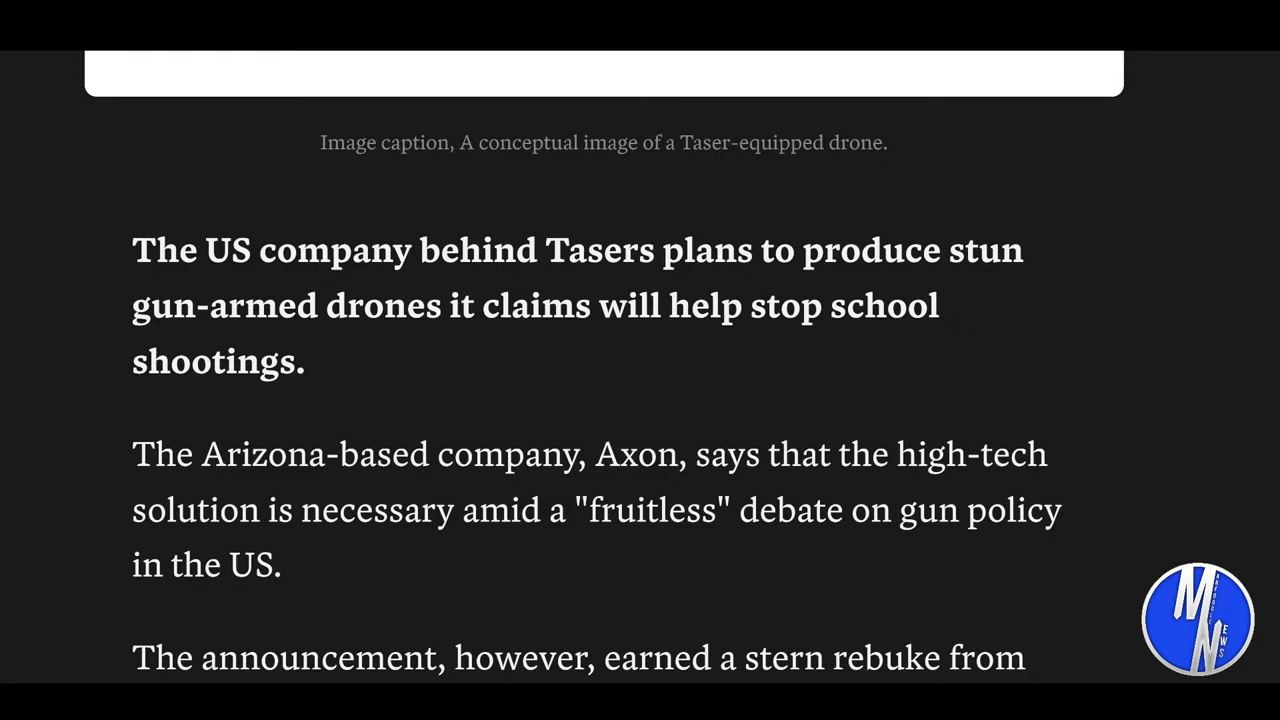 Image caption, A conceptual image of a Taser-equipped drone.
The US company behind Tasers plans to produce stun
gun-armed drones it claims will help stop school
shootings.
The Arizona-based company, Axon, says that the high-tech
solution is necessary amid a "fruitless" debate on gun policy
in the US.
The announcement, however, earned a stern rebuke from
M
N
EWS